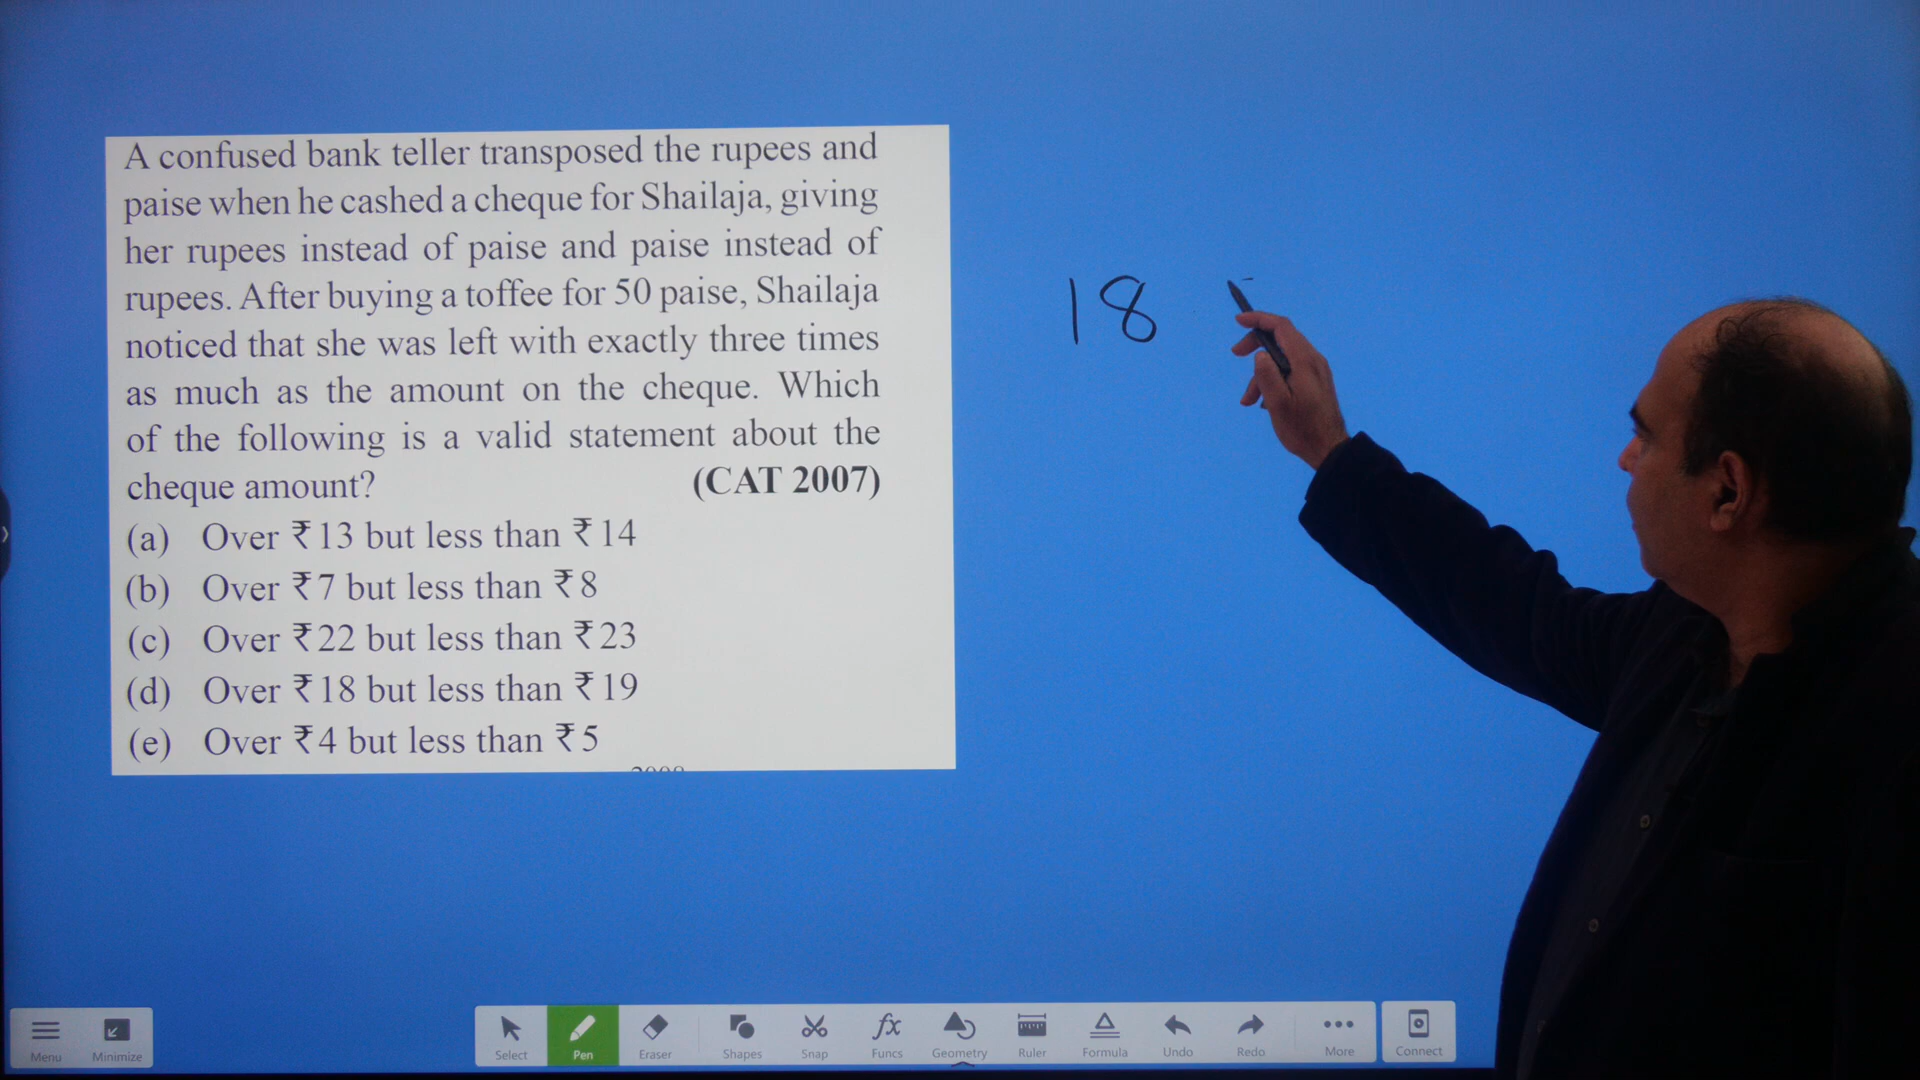 A confused bank teller transposed the rupees and
paise when he cashed a cheque for Shailaja, giving
her rupees instead of paise and paise instead of
rupees. After buying a toffee for 50 paise, Shailaja
noticed that she was left with exactly three times
as much as the amount on the cheque. Which
of the following is a valid statement about the
cheque amount? (CAT 2007)
(a) Over ₹ 13 but less than ₹ 14
(b) Over ₹ 7 but less than ₹ 8
(c) Over ₹ 22 but less than ₹ 23
(d) Over ₹ 18 but less than ₹ 19
(e) Over ₹ 4 but less than ₹ 5
18
Menu Minimize Select Pen Eraser Shapes Snap Funcs Geometry Ruler Formula Undo Redo More Connect